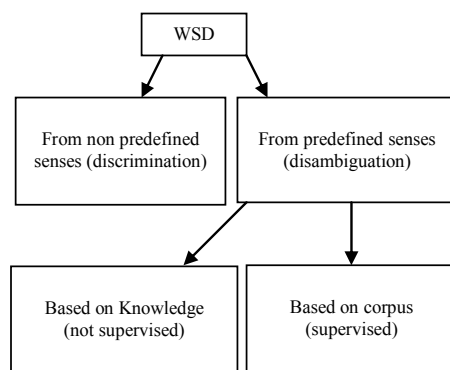 WSD
From non predefined
senses (discrimination)
From predefined senses
(disambiguation)
Based on Knowledge
(not supervised)
Based on corpus
(supervised)